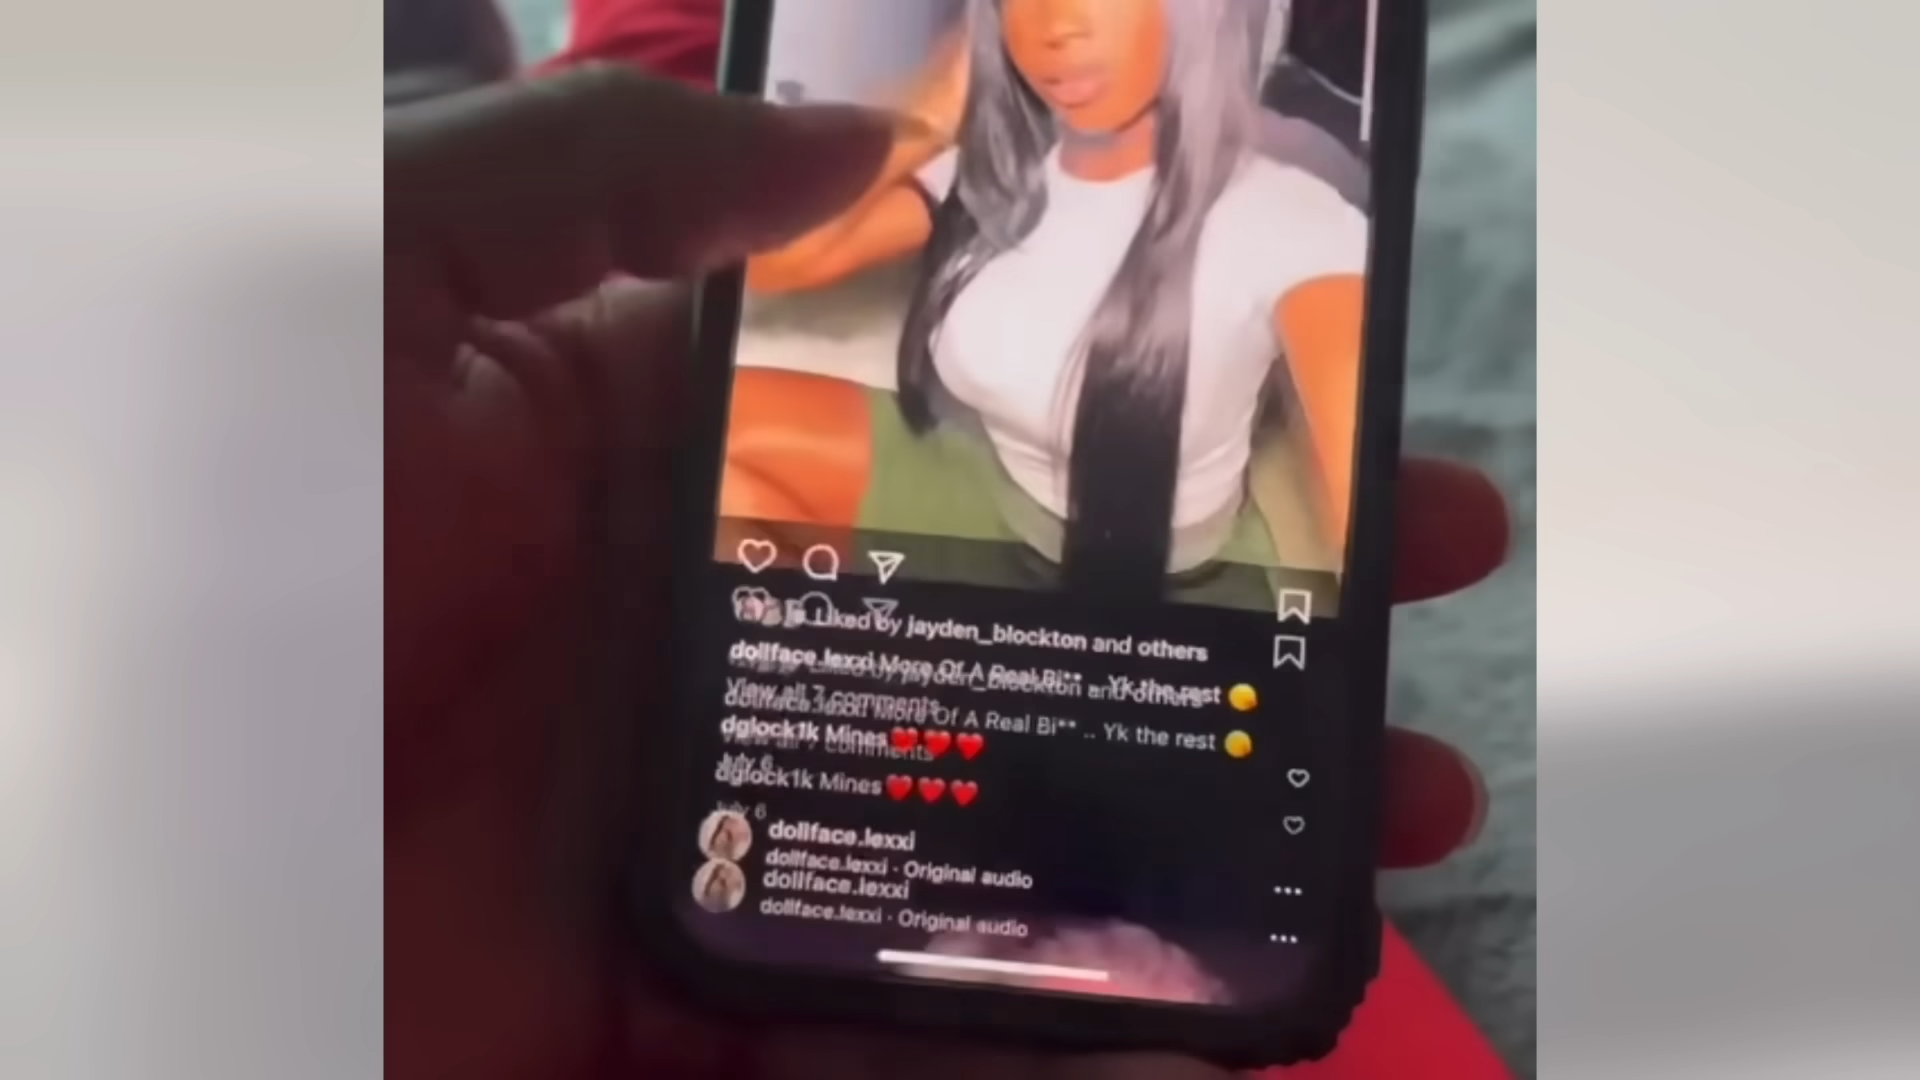 Liked by jayden_blockton and others
dollface.lexxi More Of A Real Bi** .. Yk the rest 
View all 7 comments
dglock1k Mines❤️❤️❤️
July 6
dollface.lexxi
dollface.lexxi · Original audio